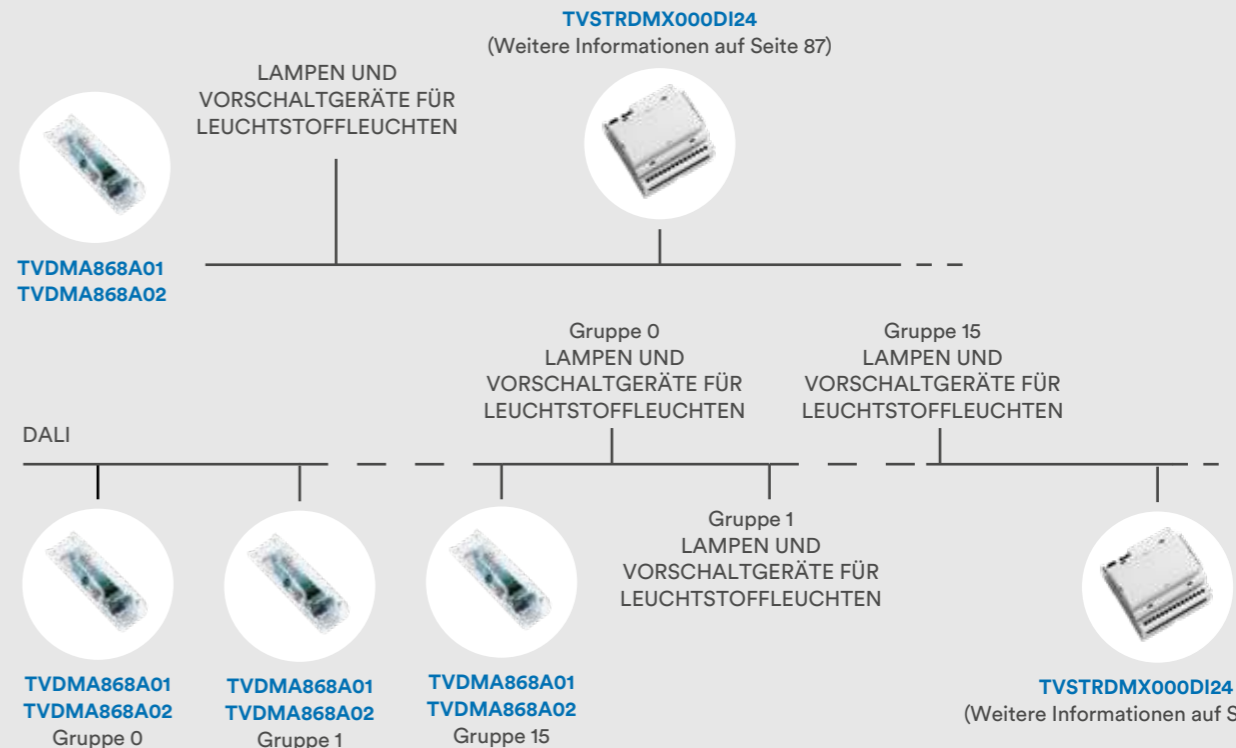 TVSTRDMX000DI24
(Weitere Informationen auf Seite 87)
LAMPEN UND
VORSCHALTGERÄTE FÜR
LEUCHTSTOFFLEUCHTEN
TVDMA868A01
TVDMA868A02
Gruppe 0
LAMPEN UND
VORSCHALTGERÄTE FÜR
LEUCHTSTOFFLEUCHTEN
Gruppe 15
LAMPEN UND
VORSCHALTGERÄTE FÜR
LEUCHTSTOFFLEUCHTEN
DALI
Gruppe 1
LAMPEN UND
VORSCHALTGERÄTE FÜR
LEUCHTSTOFFLEUCHTEN
TVDMA868A01
TVDMA868A02
Gruppe 0
TVDMA868A01
TVDMA868A02
Gruppe 1
TVDMA868A01
TVDMA868A02
Gruppe 15
TVSTRDMX000DI24
(Weitere Informationen auf